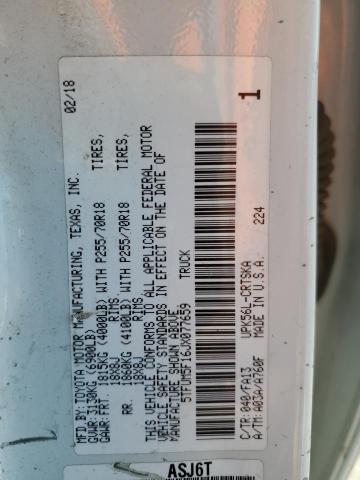 MFD BY: TOYOTA MOTOR MANUFACTURING, TEXAS, INC. 02/18
GVWR: 3130KG (6900LB)
GAWR: FRT. 1815KG (4000LB) WITH P255/70R18 TIRES,
18X8J RIMS
RR. 1860KG (4100LB) WITH P255/70R18 TIRES,
18X8J RIMS
THIS VEHICLE CONFORMS TO ALL APPLICABLE FEDERAL MOTOR
VEHICLE SAFETY STANDARDS IN EFFECT ON THE DATE OF
MANUFACTURE SHOWN ABOVE.
5TFUM5F16JX077659 TRUCK 1
UPK56L-CRTSKA
C/TR: 040/FA13 224
A/TM: A03A/A760F MADE IN U.S.A.
ASJ6T